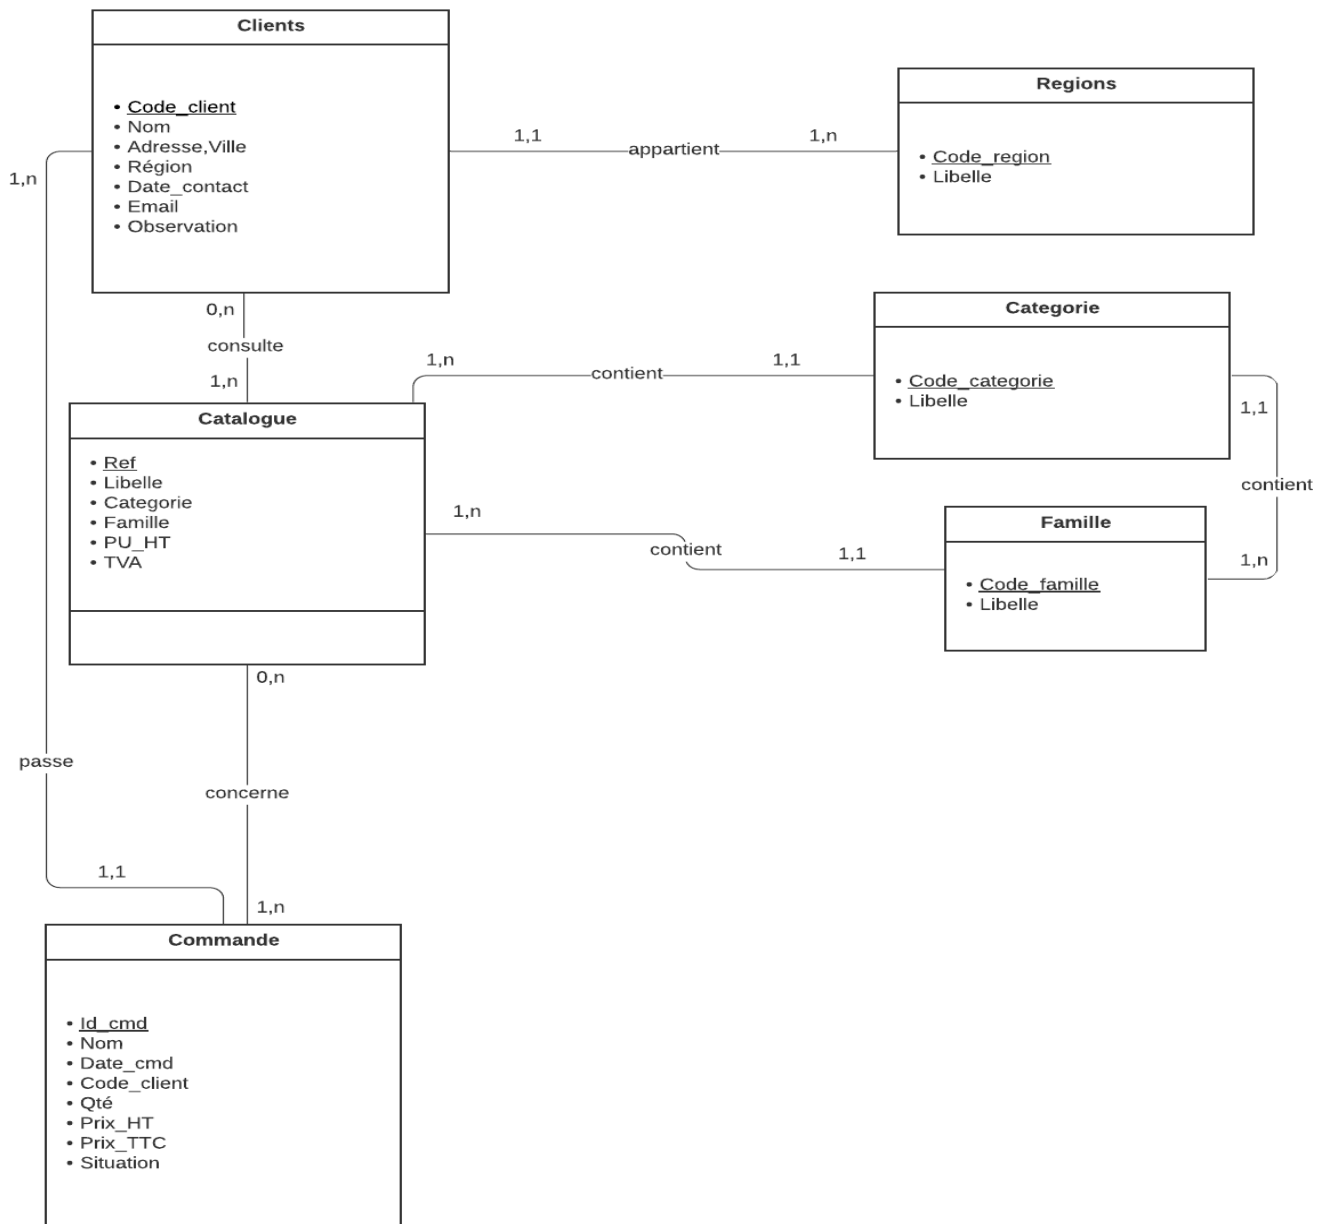 Clients
• Code_client
• Nom
• Adresse,Ville
• Région
• Date_contact
• Email
• Observation
Regions
• Code_region
• Libelle
1,1
appartient
1,n
1,n
0,n
consulte
1,n
Categorie
• Code_categorie
• Libelle
1,n
contient
1,1
Catalogue
• Ref
• Libelle
• Categorie
• Famille
• PU_HT
• TVA
1,1
contient
1,n
Famille
• Code_famille
• Libelle
1,n
contient
1,1
0,n
passe
concerne
1,1
1,n
Commande
• Id_cmd
• Nom
• Date_cmd
• Code_client
• Qté
• Prix_HT
• Prix_TTC
• Situation